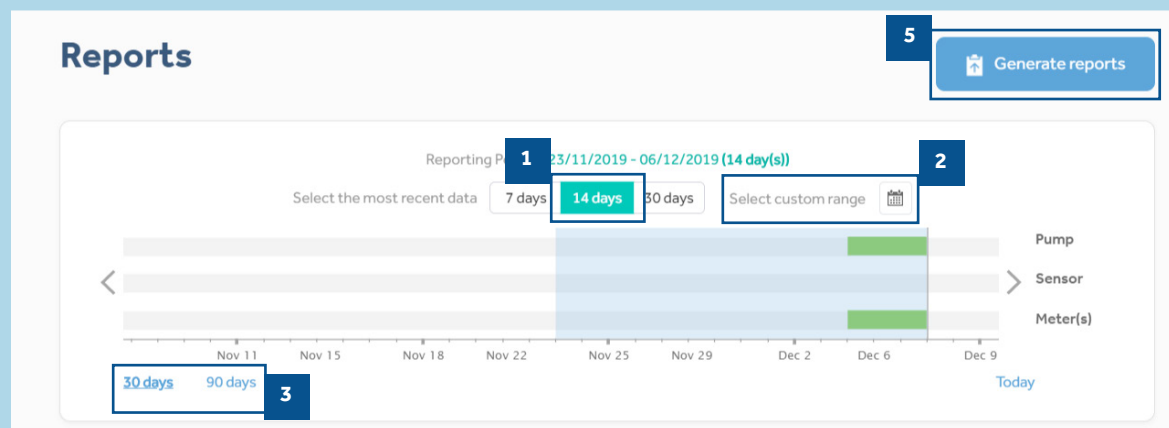 Reports
5
Generate reports
Reporting P
1
23/11/2019 - 06/12/2019 (14 day(s))
2
Select the most recent data 7 days 14 days 30 days Select custom range
Pump
Sensor
Meter(s)
Nov 11 Nov 15 Nov 18 Nov 22 Nov 25 Nov 29 Dec 2 Dec 6 Dec 9
30 days 90 days Today
3